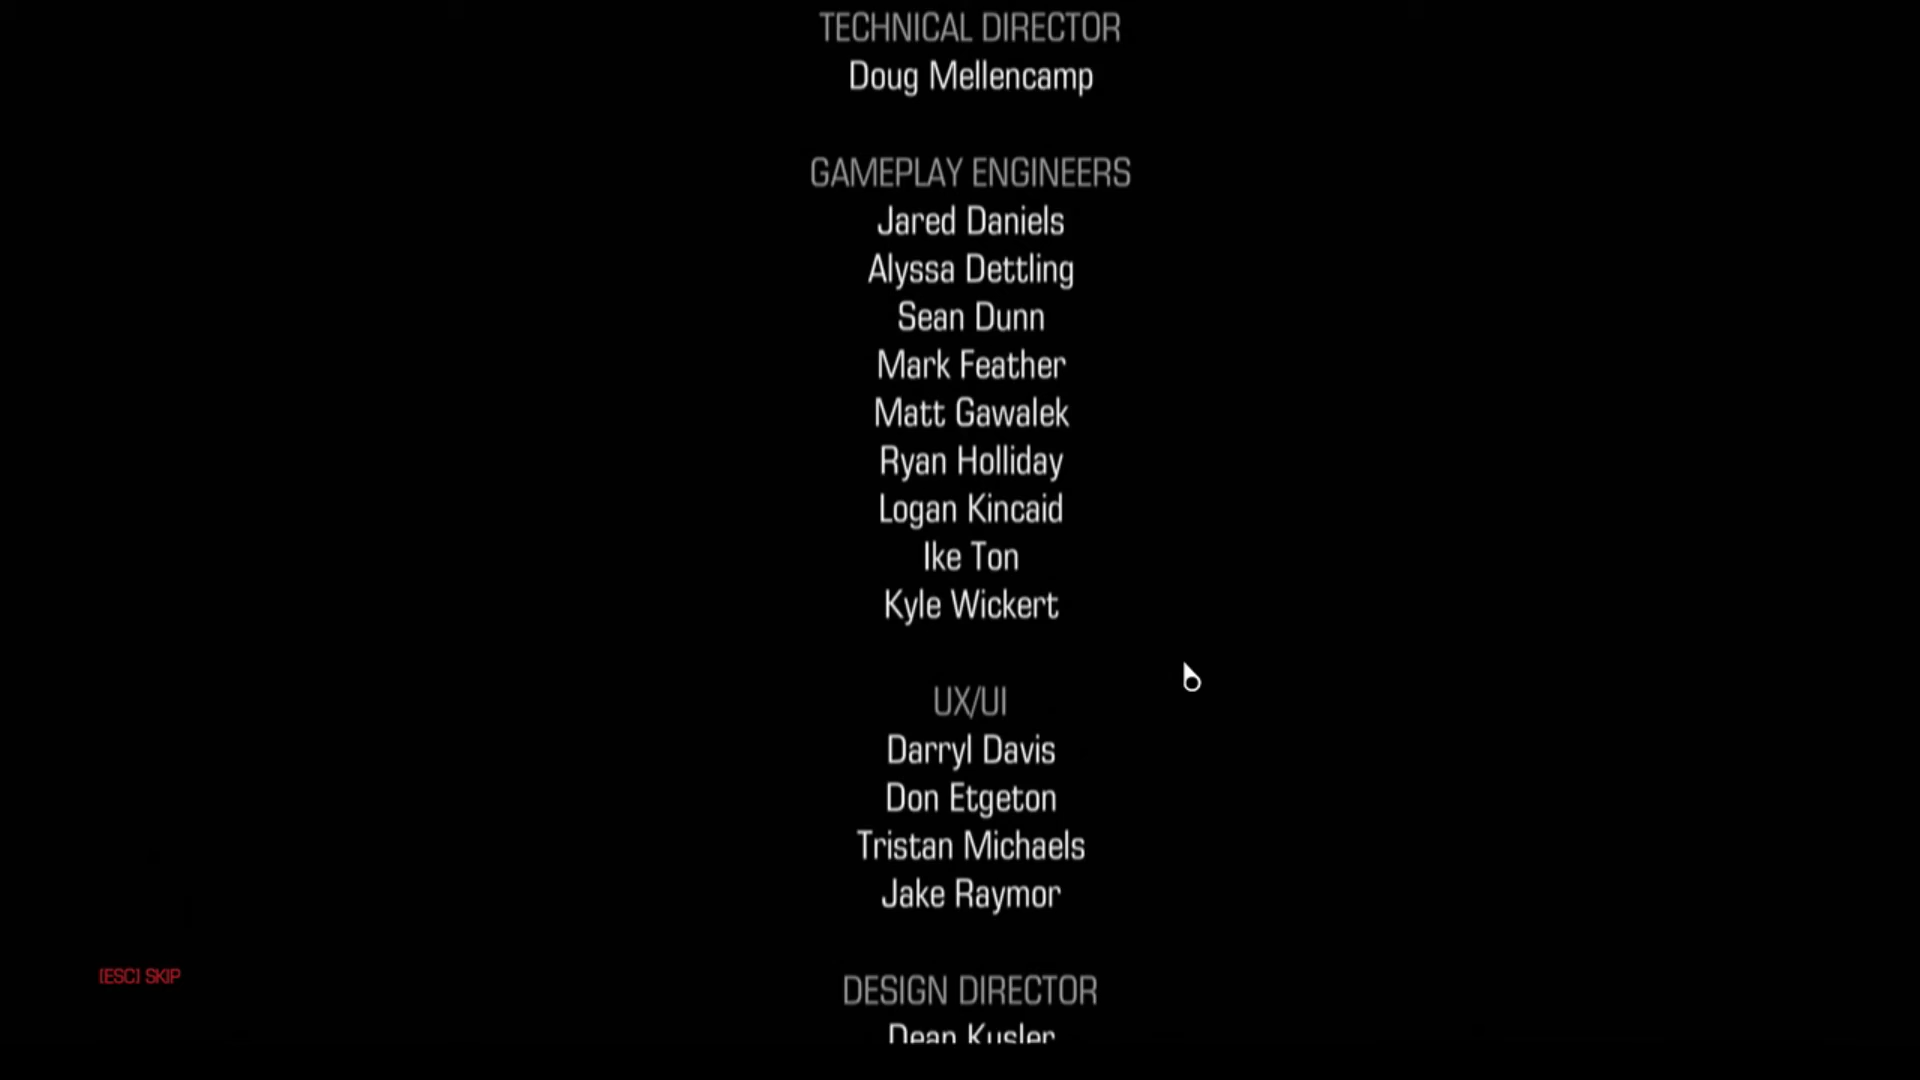 TECHNICAL DIRECTOR
Doug Mellencamp
GAMEPLAY ENGINEERS
Jared Daniels
Alyssa Dettling
Sean Dunn
Mark Feather
Matt Gawalek
Ryan Holliday
Logan Kincaid
Ike Ton
Kyle Wickert
UX/UI
Darryl Davis
Don Etgeton
Tristan Michaels
Jake Raymor
[ESC] SKIP
DESIGN DIRECTOR
Dean Kusler